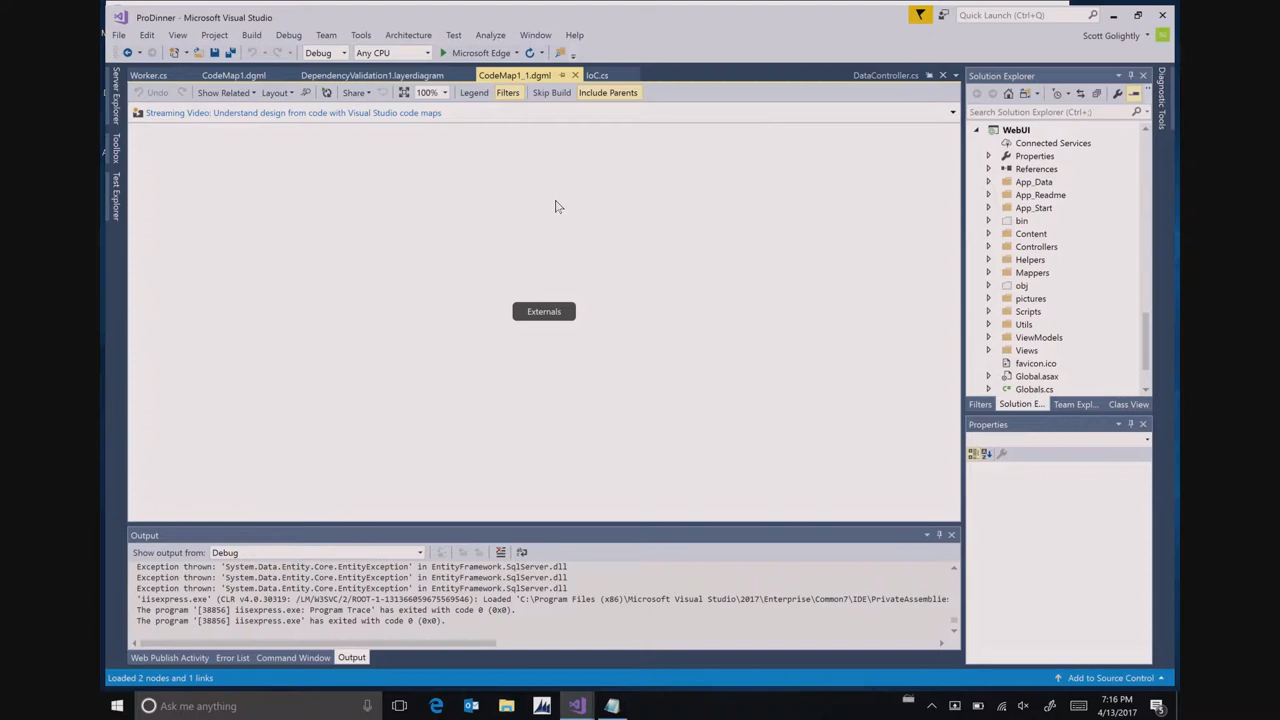 ProDinner - Microsoft Visual Studio
Quick Launch (Ctrl+Q)
File Edit View Project Build Debug Team Tools Architecture Test Analyze Window Help
Scott Golightly SG
Debug Any CPU Microsoft Edge
Worker.cs CodeMap1.dgml DependencyValidation1.layerdiagram CodeMap1_1.dgml IoC.cs DataController.cs
Undo Show Related Layout Share 100% Legend Filters Skip Build Include Parents
Streaming Video: Understand design from code with Visual Studio code maps
Server Explorer
Toolbox
Test Explorer
Externals
Solution Explorer
Search Solution Explorer (Ctrl+;)
WebUI
Connected Services
Properties
References
App_Data
App_Readme
App_Start
bin
Content
Controllers
Helpers
Mappers
obj
pictures
Scripts
Utils
ViewModels
Views
favicon.ico
Global.asax
Globals.cs
Filters Solution E... Team Expl... Class View
Properties
Diagnostic Tools
Output
Show output from: Debug
Exception thrown: 'System.Data.Entity.Core.EntityException' in EntityFramework.SqlServer.dll
Exception thrown: 'System.Data.Entity.Core.EntityException' in EntityFramework.SqlServer.dll
Exception thrown: 'System.Data.Entity.Core.EntityException' in EntityFramework.SqlServer.dll
'iisexpress.exe' (CLR v4.0.30319: /LM/W3SVC/2/ROOT-1-131366059675569546): Loaded 'C:\Program Files (x86)\Microsoft Visual Studio\2017\Enterprise\Common7\IDE\PrivateAssemblies
The program '[38856] iisexpress.exe: Program Trace' has exited with code 0 (0x0).
The program '[38856] iisexpress.exe' has exited with code 0 (0x0).
Web Publish Activity Error List Command Window Output
Loaded 2 nodes and 1 links
Add to Source Control
Ask me anything
7:16 PM
4/13/2017
5